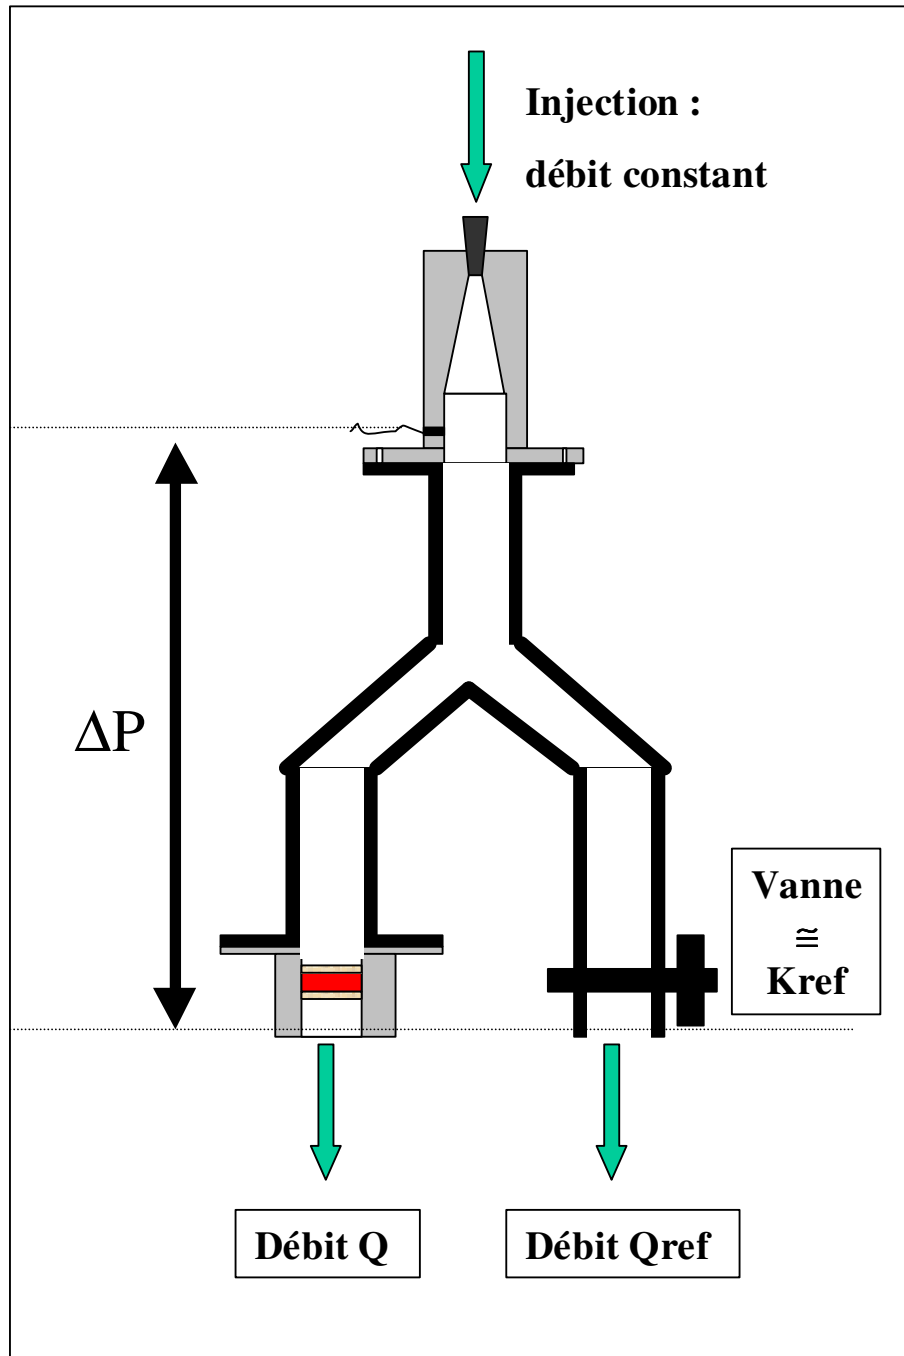 Injection :
débit constant
ΔP
Vanne
≅
Kref
Débit Q
Débit Qref